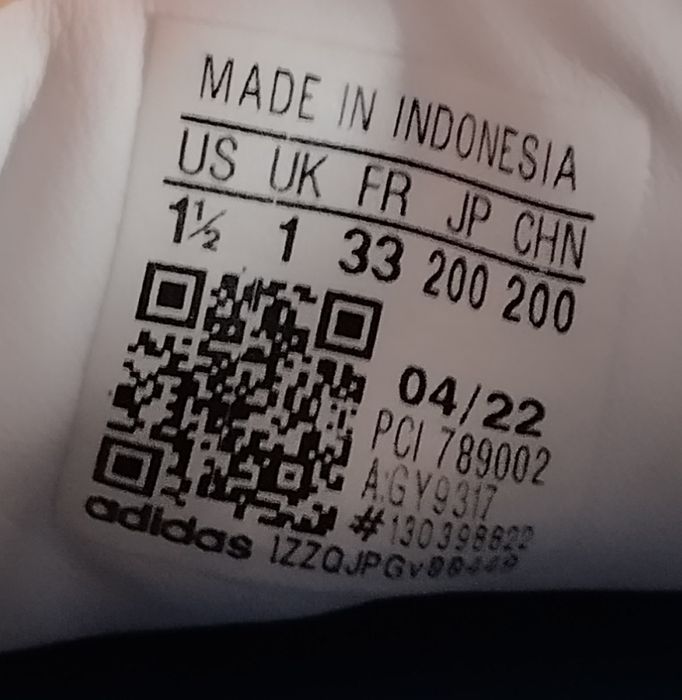 MADE IN INDONESIA
US UK FR JP CHN
1½ 1 33 200 200
04/22
PCI 789002
A:GY9317
adidas